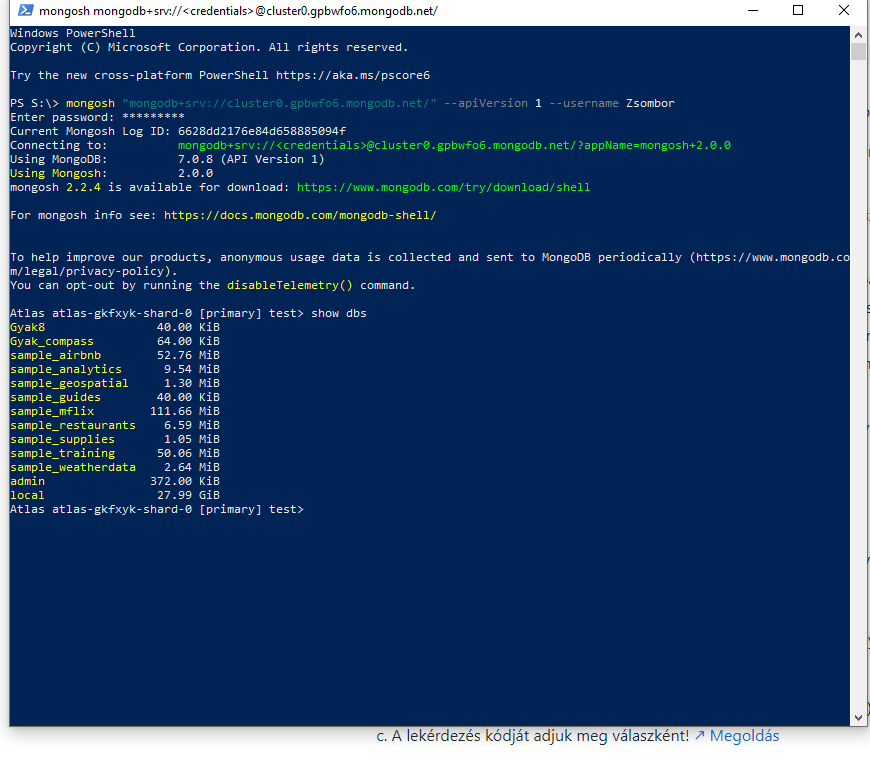 mongosh mongodb+srv://<credentials>@cluster0.gpbwfo6.mongodb.net/
Windows PowerShell
Copyright (C) Microsoft Corporation. All rights reserved.
Try the new cross-platform PowerShell https://aka.ms/pscore6
PS S:\> mongosh "mongodb+srv://cluster0.gpbwfo6.mongodb.net/" --apiVersion 1 --username Zsombor
Enter password: *********
Current Mongosh Log ID: 6628dd2176e84d658885094f
Connecting to: mongodb+srv://<credentials>@cluster0.gpbwfo6.mongodb.net/?appName=mongosh+2.0.0
Using MongoDB: 7.0.8 (API Version 1)
Using Mongosh: 2.0.0
mongosh 2.2.4 is available for download: https://www.mongodb.com/try/download/shell
For mongosh info see: https://docs.mongodb.com/mongodb-shell/
To help improve our products, anonymous usage data is collected and sent to MongoDB periodically (https://www.mongodb.co
m/legal/privacy-policy).
You can opt-out by running the disableTelemetry() command.
Atlas atlas-gkfxyk-shard-0 [primary] test> show dbs
Gyak8 40.00 KiB
Gyak_compass 64.00 KiB
sample_airbnb 52.76 MiB
sample_analytics 9.54 MiB
sample_geospatial 1.30 MiB
sample_guides 40.00 KiB
sample_mflix 111.66 MiB
sample_restaurants 6.59 MiB
sample_supplies 1.05 MiB
sample_training 50.06 MiB
sample_weatherdata 2.64 MiB
admin 372.00 KiB
local 27.99 GiB
Atlas atlas-gkfxyk-shard-0 [primary] test>
c. A lekérdezés kódját adjuk meg válaszként! ↗ Megoldás